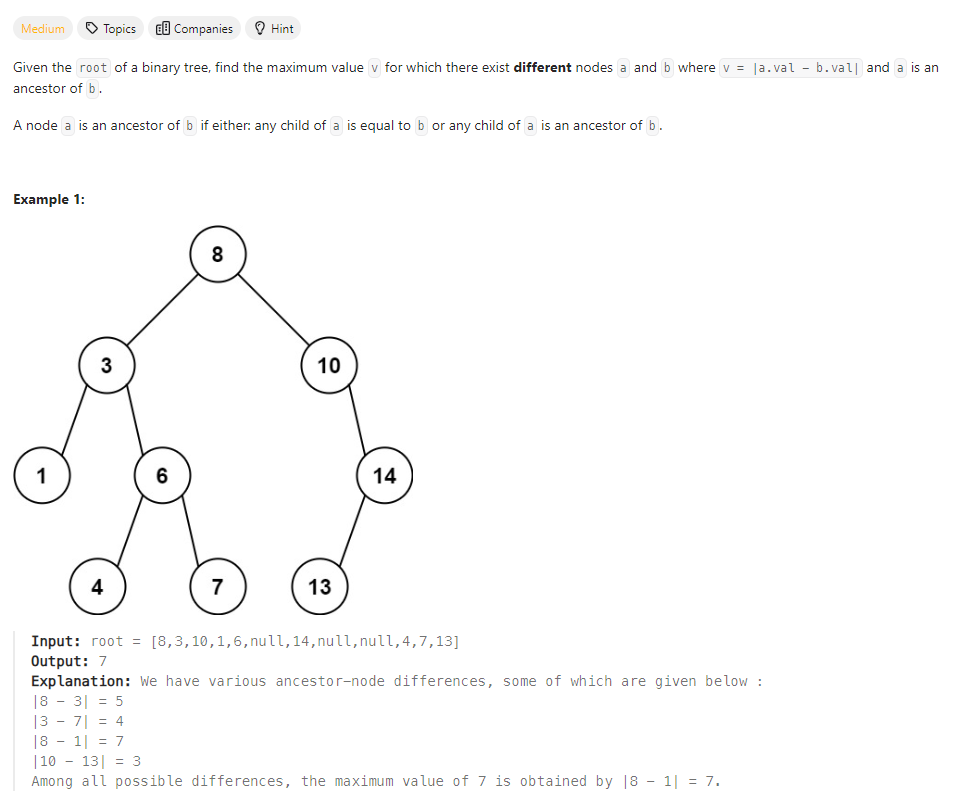 Medium Topics Companies Hint
Given the root of a binary tree, find the maximum value v for which there exist different nodes a and b where v = |a.val - b.val| and a is an
ancestor of b.
A node a is an ancestor of b if either: any child of a is equal to b or any child of a is an ancestor of b.
Example 1:
8
3 10
1 6 14
4 7 13
Input: root = [8,3,10,1,6,null,14,null,null,4,7,13]
Output: 7
Explanation: We have various ancestor-node differences, some of which are given below :
|8 - 3| = 5
|3 - 7| = 4
|8 - 1| = 7
|10 - 13| = 3
Among all possible differences, the maximum value of 7 is obtained by |8 - 1| = 7.